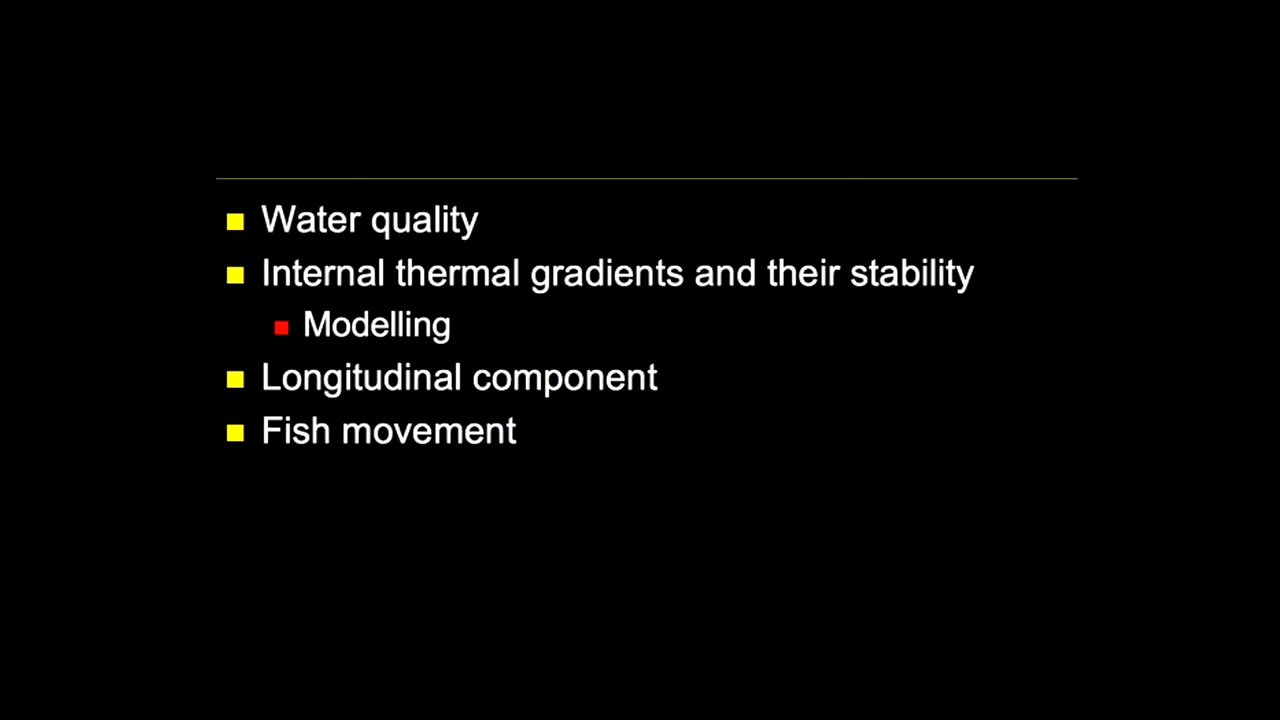 Water quality
Internal thermal gradients and their stability
Modelling
Longitudinal component
Fish movement